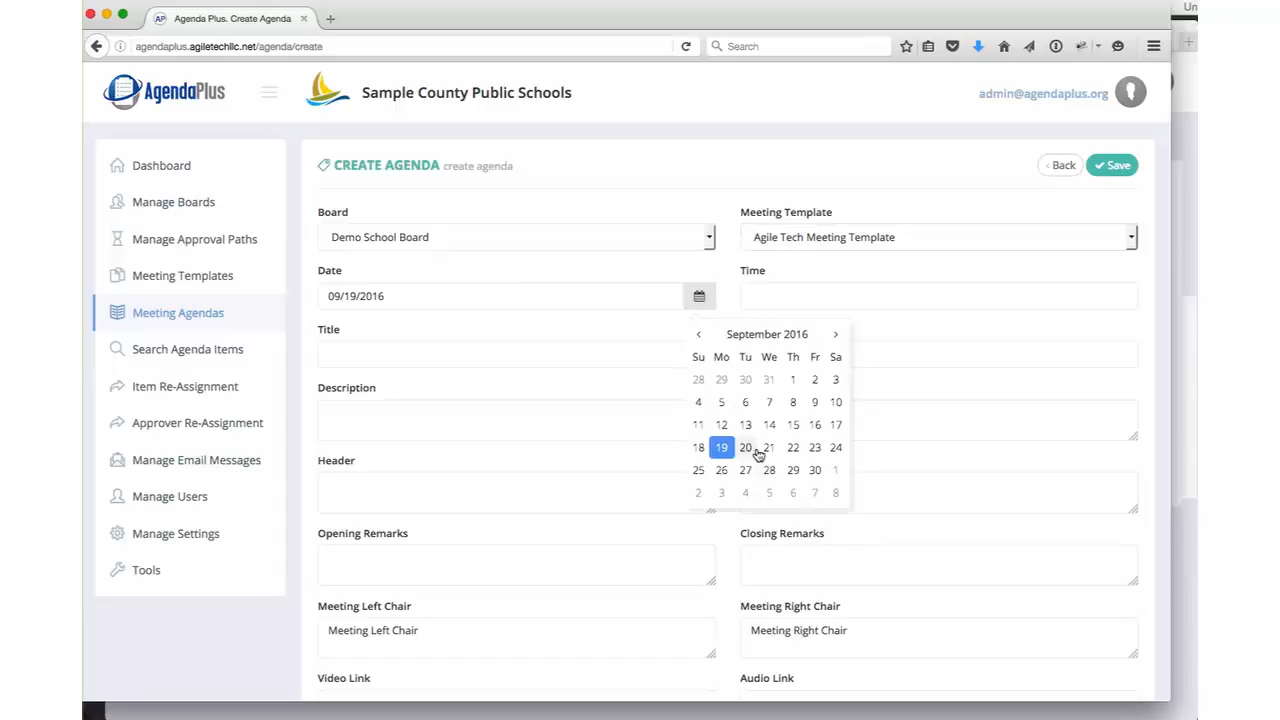 Un
AP Agenda Plus. Create Agenda × +
agendaplus.agiletechllc.net/agenda/create
Search
AgendaPlus
Sample County Public Schools
admin@agendaplus.org
Dashboard
Manage Boards
Manage Approval Paths
Meeting Templates
Meeting Agendas
Search Agenda Items
Item Re-Assignment
Approver Re-Assignment
Manage Email Messages
Manage Users
Manage Settings
Tools
CREATE AGENDA create agenda
‹ Back
Save
Board
Meeting Template
Demo School Board
Agile Tech Meeting Template
Date
Time
09/19/2016
Title
‹ September 2016 ›
Su Mo Tu We Th Fr Sa
28 29 30 31 1 2 3
4 5 6 7 8 9 10
11 12 13 14 15 16 17
18 19 20 21 22 23 24
25 26 27 28 29 30 1
2 3 4 5 6 7 8
Description
Header
Opening Remarks
Closing Remarks
Meeting Left Chair
Meeting Right Chair
Meeting Left Chair
Meeting Right Chair
Video Link
Audio Link